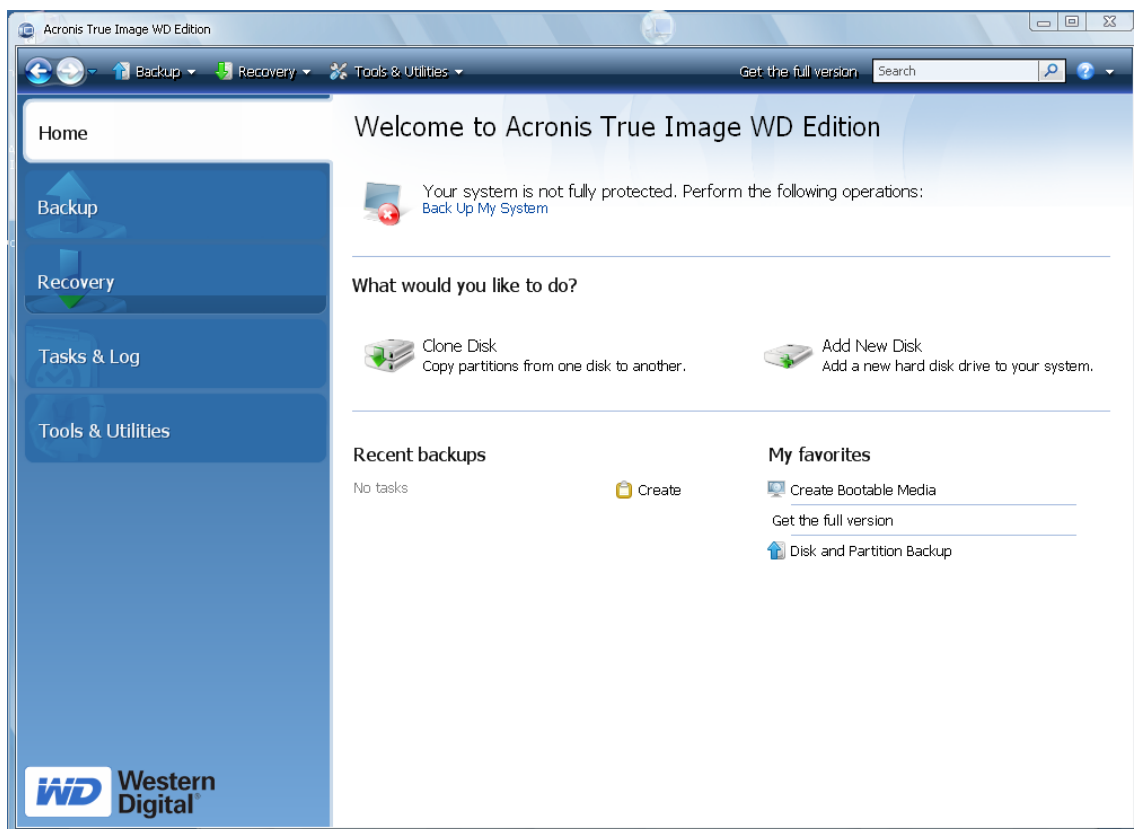 Acronis True Image WD Edition
Backup
Recovery
Tools & Utilities
Get the full version
Search
Home
Backup
Recovery
Tasks & Log
Tools & Utilities
Welcome to Acronis True Image WD Edition
Your system is not fully protected. Perform the following operations:
Back Up My System
What would you like to do?
Clone Disk
Copy partitions from one disk to another.
Add New Disk
Add a new hard disk drive to your system.
Recent backups
No tasks
Create
My favorites
Create Bootable Media
Get the full version
Disk and Partition Backup
WD
Western
Digital®